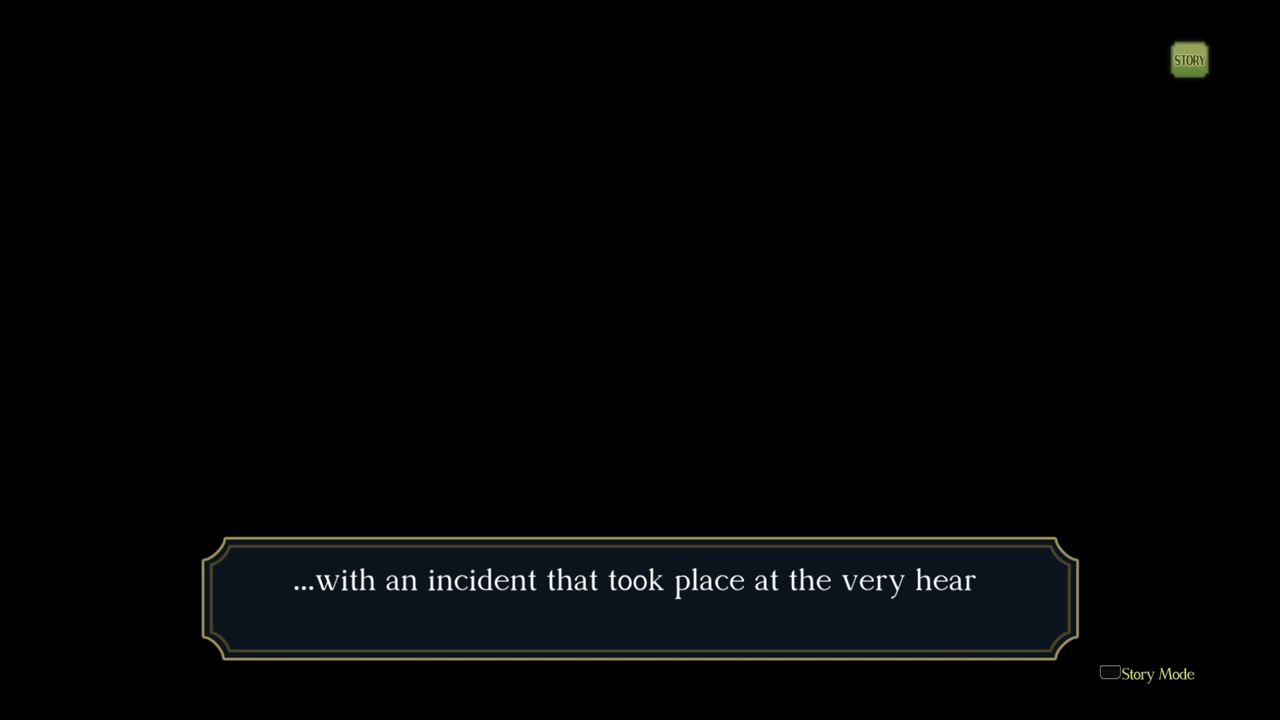 STORY
...with an incident that took place at the very hear
Story Mode